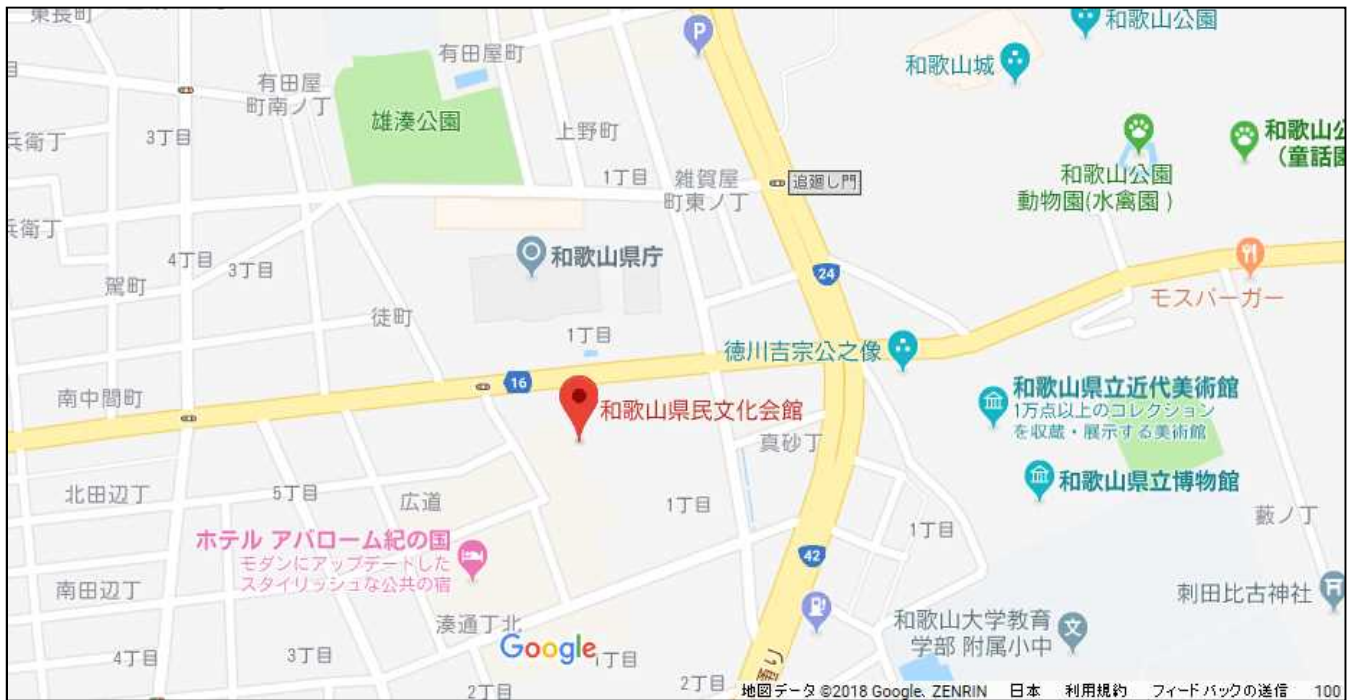 東長町
有田屋町
和歌山公園
P
和歌山城
有田屋
町南ノ丁
雄湊公園
3丁目
兵衛丁
上野町
和歌山公
(童話園
1丁目
雑賀屋
町東ノ丁
追廻し門
和歌山公園
動物園(水禽園)
兵衛丁
4丁目
3丁目
和歌山県庁
24
駕町
モスバーガー
徒町
1丁目
徳川吉宗公之像
16
南中間町
和歌山県民文化会館
和歌山県立近代美術館
1万点以上のコレクション
を収蔵・展示する美術館
真砂丁
和歌山県立博物館
北田辺丁
5丁目
広道
1丁目
藪ノ丁
1丁目
ホテル アバローム紀の国
モダンにアップデートした
スタイリッシュな公共の宿
42
南田辺丁
刺田比古神社
湊通丁北
和歌山大学教育
学部 附属小中
文
Google
4丁目
3丁目
1丁目
2丁目
2丁目
通り
地図データ ©2018 Google, ZENRIN 日本 利用規約 フィードバックの送信 100